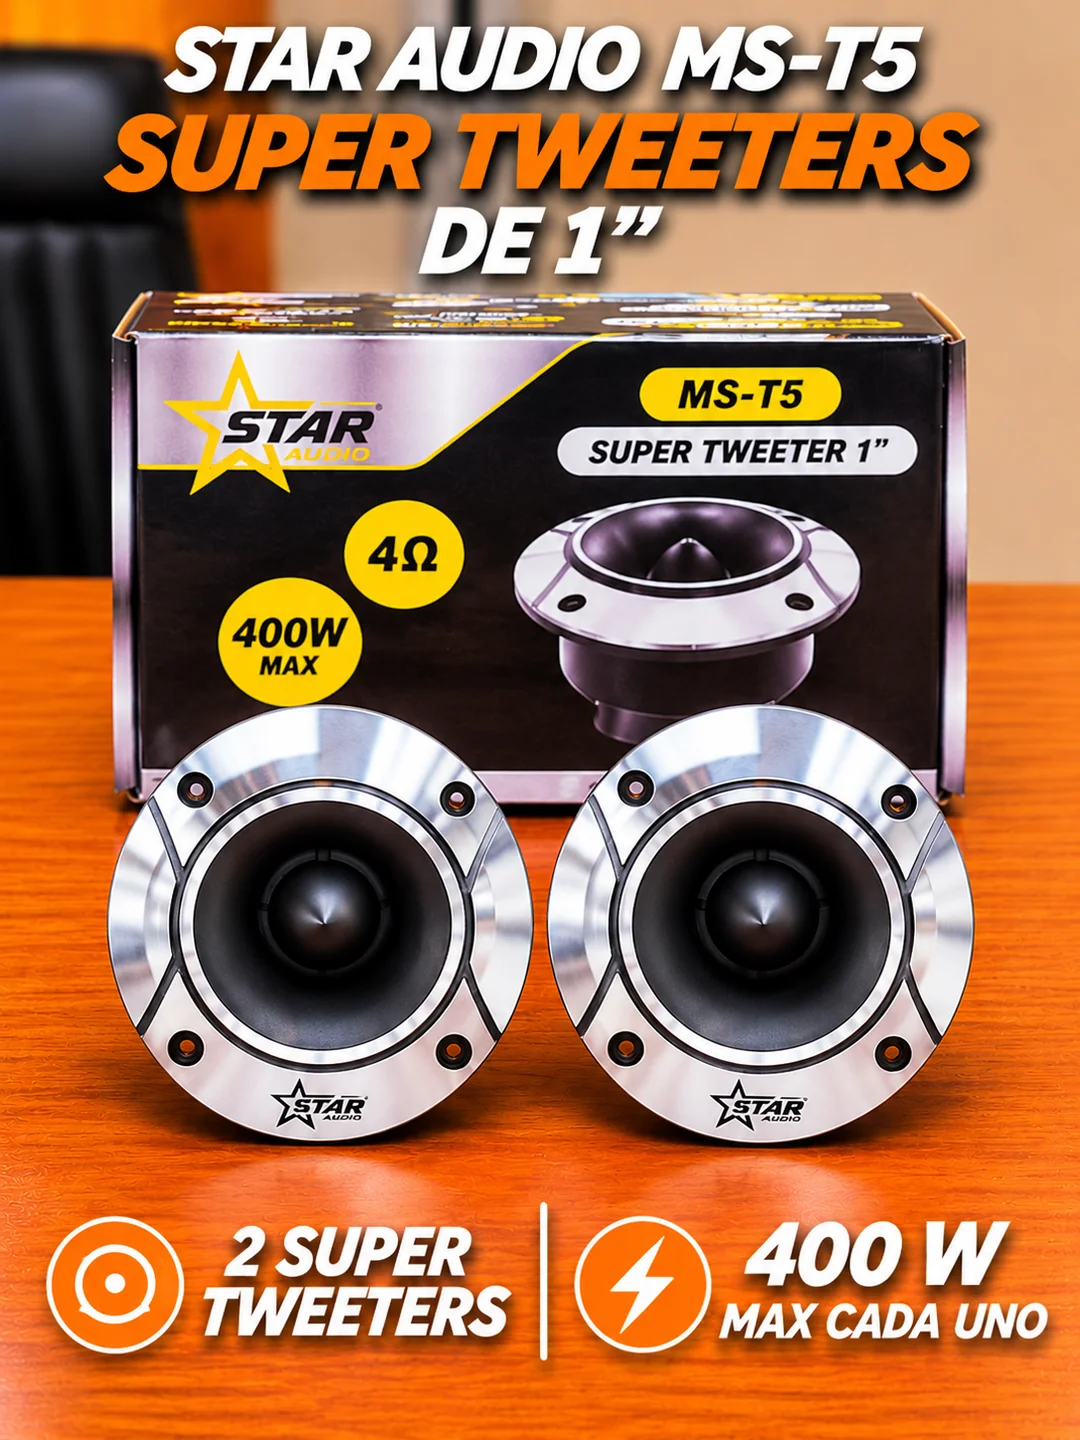 STAR AUDIO MS-T5
SUPER TWEETERS
DE 1”
STAR®
AUDIO
MS-T5
SUPER TWEETER 1”
4Ω
400W
MAX
STAR
AUDIO
STAR
AUDIO
2 SUPER
TWEETERS
400 W
MAX CADA UNO